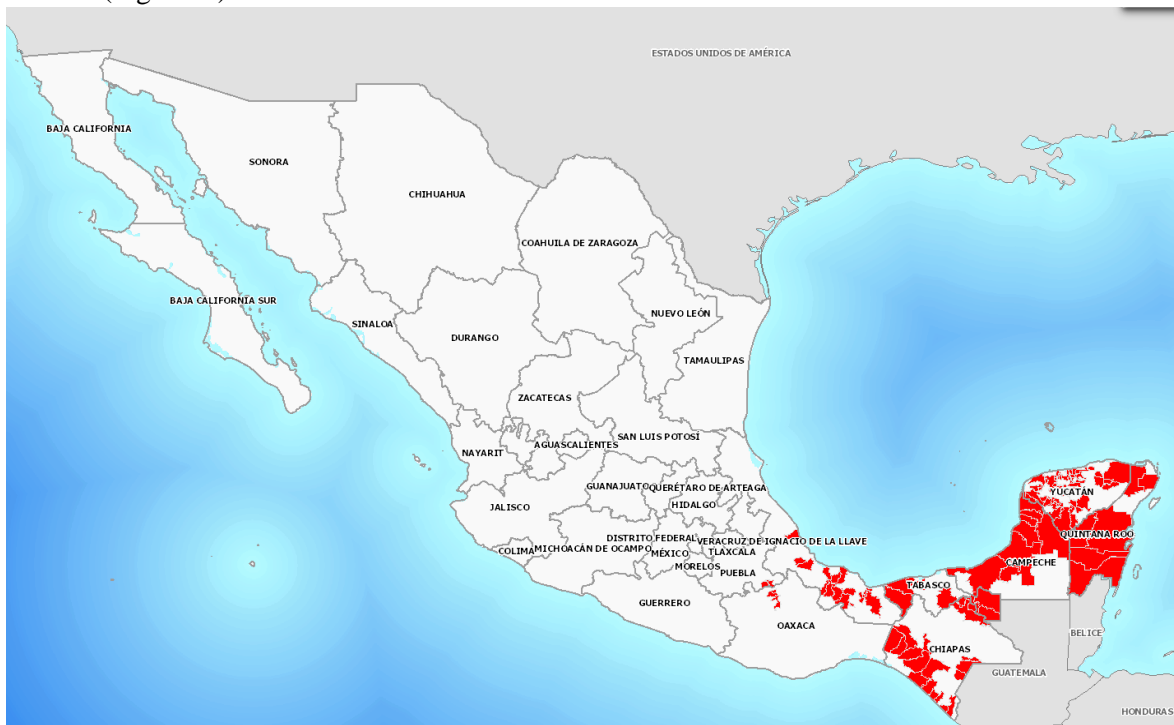 ESTADOS UNIDOS DE AMÉRICA
BAJA CALIFORNIA
SONORA
CHIHUAHUA
COAHUILA DE ZARAGOZA
BAJA CALIFORNIA SUR
SINALOA
NUEVO LEÓN
DURANGO
TAMAULIPAS
ZACATECAS
SAN LUIS POTOSÍ
AGUASCALIENTES
NAYARIT
GUANAJUATO
QUERÉTARO DE ARTEAGA
YUCATÁN
JALISCO
HIDALGO
QUINTANA ROO
DISTRITO FEDERAL
VERACRUZ DE IGNACIO DE LA LLAVE
COLIMA
MICHOACÁN DE OCAMPO
MÉXICO
TLAXCALA
CAMPECHE
MORELOS
PUEBLA
TABASCO
GUERRERO
OAXACA
BELICE
CHIAPAS
GUATEMALA
HONDURAS